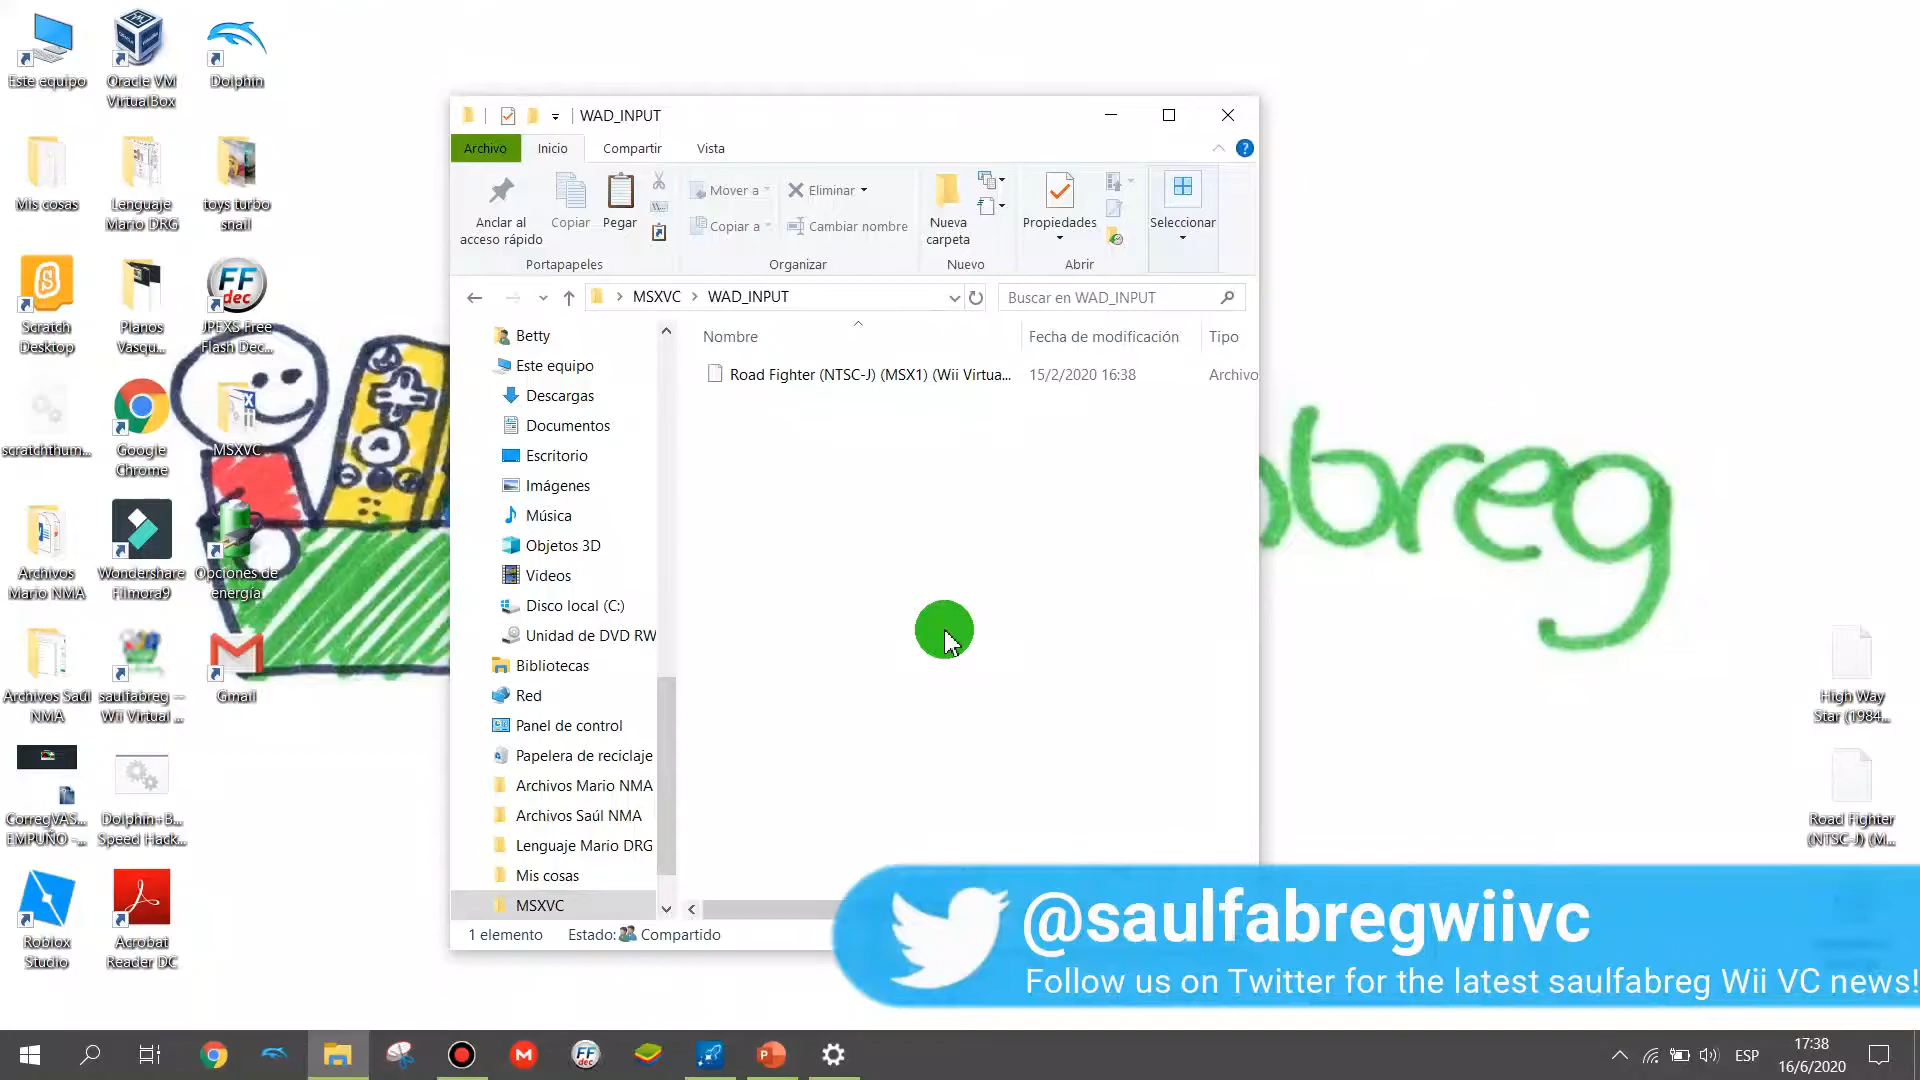 Este equipo
Oracle VM
VirtualBox
Dolphin
Mis cosas
Lenguaje
Mario DRG
toys turbo
snail
Scratch
Desktop
Planos
Vasqu...
FF
dec
JPEXS Free
Flash Dec...
scratchthum...
Google
Chrome
MSXVC
Archivos
Mario NMA
Wondershare
Filmora9
Opciones de
energía
Archivos Saúl
NMA
saulfabreg —
Wii Virtual ...
Gmail
CorregVAS...
EMPUÑO -...
Dolphin+B...
Speed Hack...
Roblox
Studio
Acrobat
Reader DC
WAD_INPUT
Archivo
Inicio
Compartir
Vista
Anclar al
acceso rápido
Copiar
Pegar
Portapapeles
Mover a
Copiar a
Eliminar
Cambiar nombre
Organizar
Nueva
carpeta
Nuevo
Propiedades
Abrir
Seleccionar
MSXVC > WAD_INPUT
Buscar en WAD_INPUT
Betty
Este equipo
Descargas
Documentos
Escritorio
Imágenes
Música
Objetos 3D
Videos
Disco local (C:)
Unidad de DVD RW
Bibliotecas
Red
Panel de control
Papelera de reciclaje
Archivos Mario NMA
Archivos Saúl NMA
Lenguaje Mario DRG
Mis cosas
MSXVC
Nombre
Fecha de modificación
Tipo
Road Fighter (NTSC-J) (MSX1) (Wii Virtua...
15/2/2020 16:38
Archivo
1 elemento
Estado:
Compartido
breg
High Way
Star (1984...
Road Fighter
(NTSC-J) (M...
@saulfabregwiivc
Follow us on Twitter for the latest saulfabreg Wii VC news!
FF
dec
ESP
17:38
16/6/2020